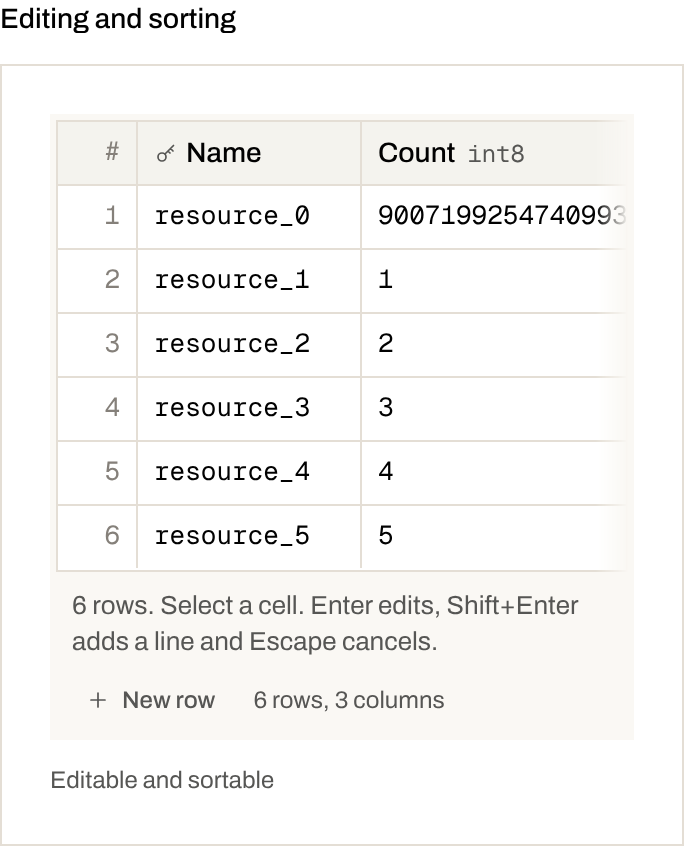 Editing and sorting
# Name Count int8
1 resource_0 9007199254740993
2 resource_1 1
3 resource_2 2
4 resource_3 3
5 resource_4 4
6 resource_5 5
6 rows. Select a cell. Enter edits, Shift+Enter
adds a line and Escape cancels.
+ New row 6 rows, 3 columns
Editable and sortable